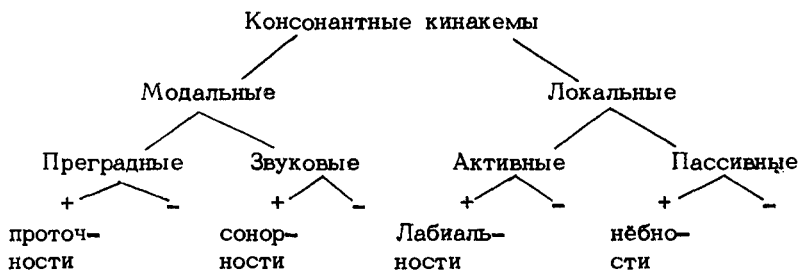 Консонантные кинакемы
Модальные Локальные
Преградные Звуковые Активные Пассивные
+ – + – + – + –
проточ- сонор- Лабиаль- нёбно-
ности ности ности сти